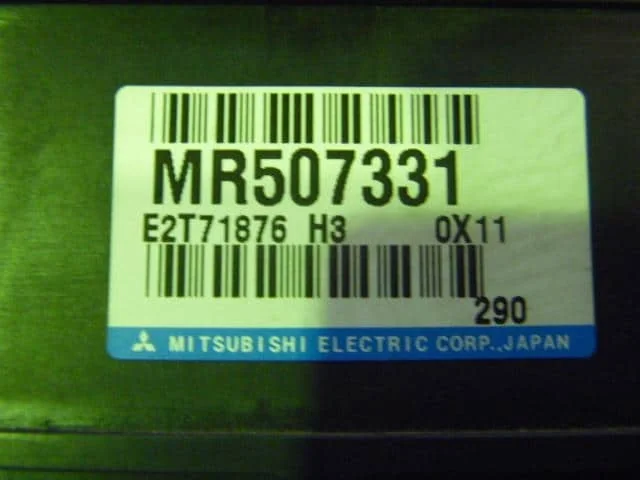 MR507331
E2T71876 H3 0X11
290
MITSUBISHI ELECTRIC CORP.,JAPAN